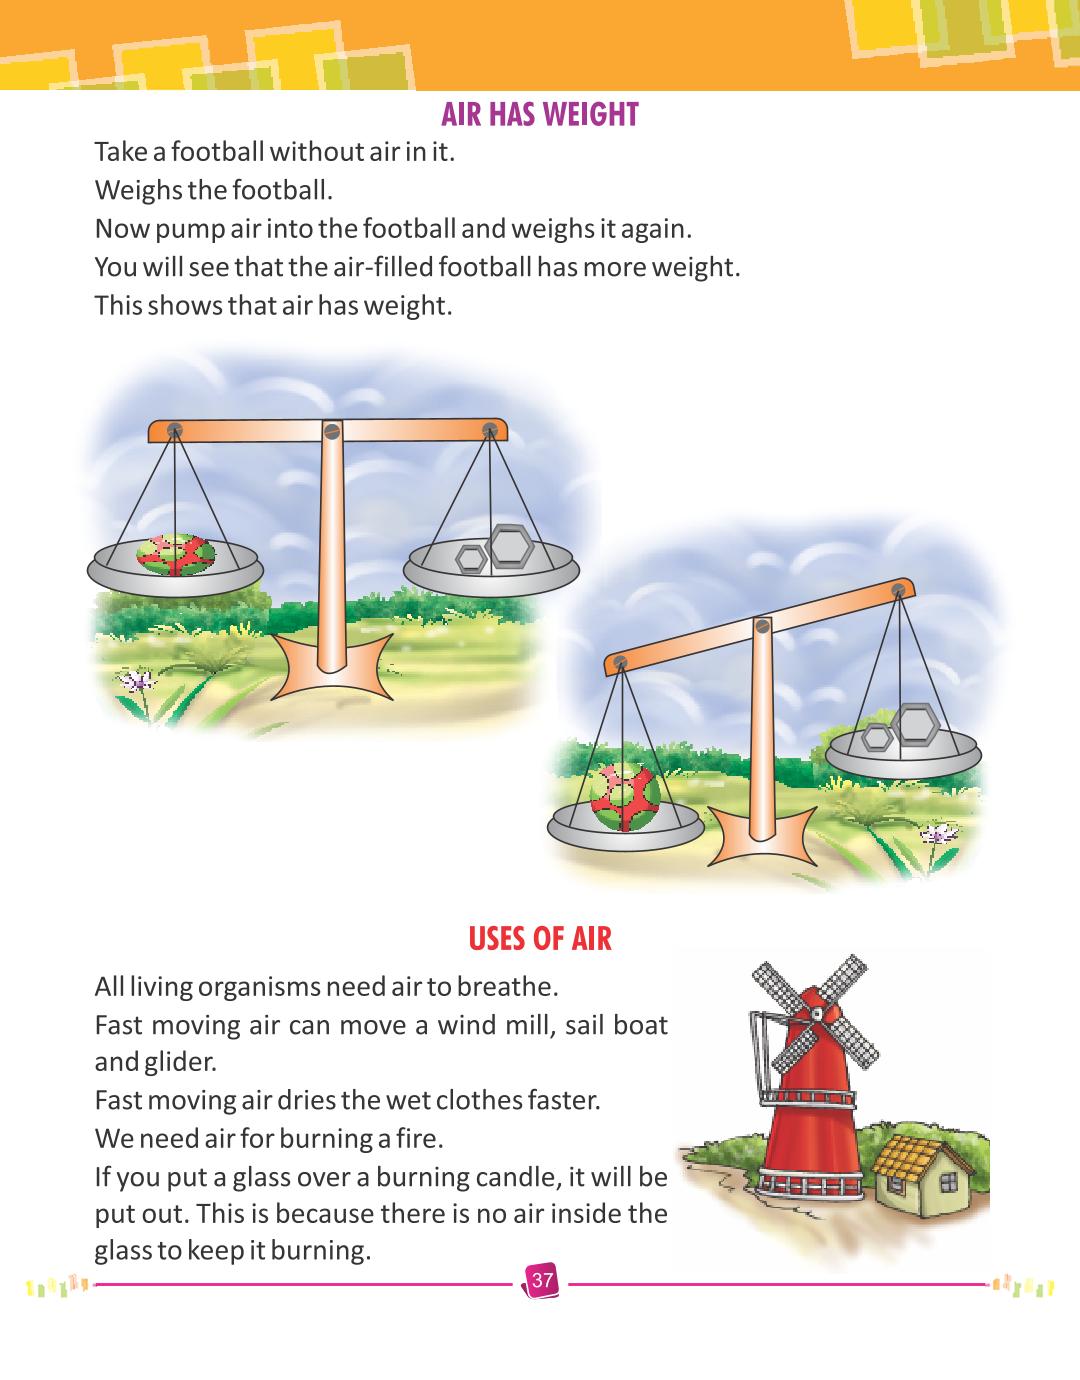 AIR HAS WEIGHT
Take a football without air in it.
Weighs the football.
Now pump air into the football and weighs it again.
You will see that the air-filled football has more weight.
This shows that air has weight.
USES OF AIR
All living organisms need air to breathe.
Fast moving air can move a wind mill, sail boat
and glider.
Fast moving air dries the wet clothes faster.
We need air for burning a fire.
If you put a glass over a burning candle, it will be
put out. This is because there is no air inside the
glass to keep it burning.
37